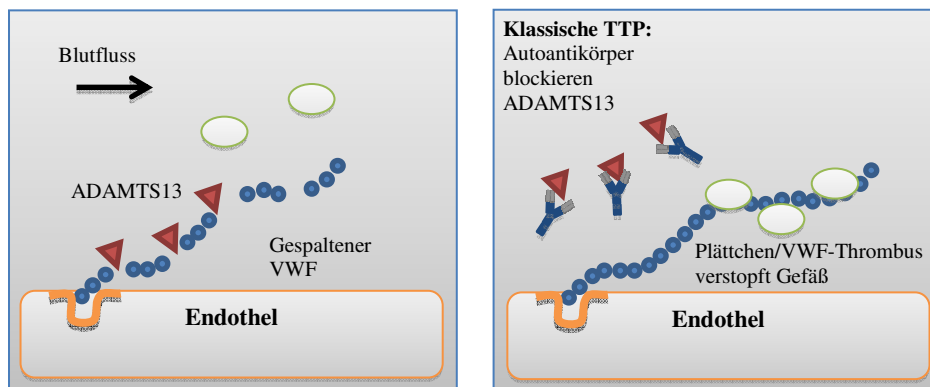 Blutfluss
ADAMTS13
Gespaltener
VWF
Endothel
Klassische TTP:
Autoantikörper
blockieren
ADAMTS13
Plättchen/VWF-Thrombus
verstopft Gefäß
Endothel